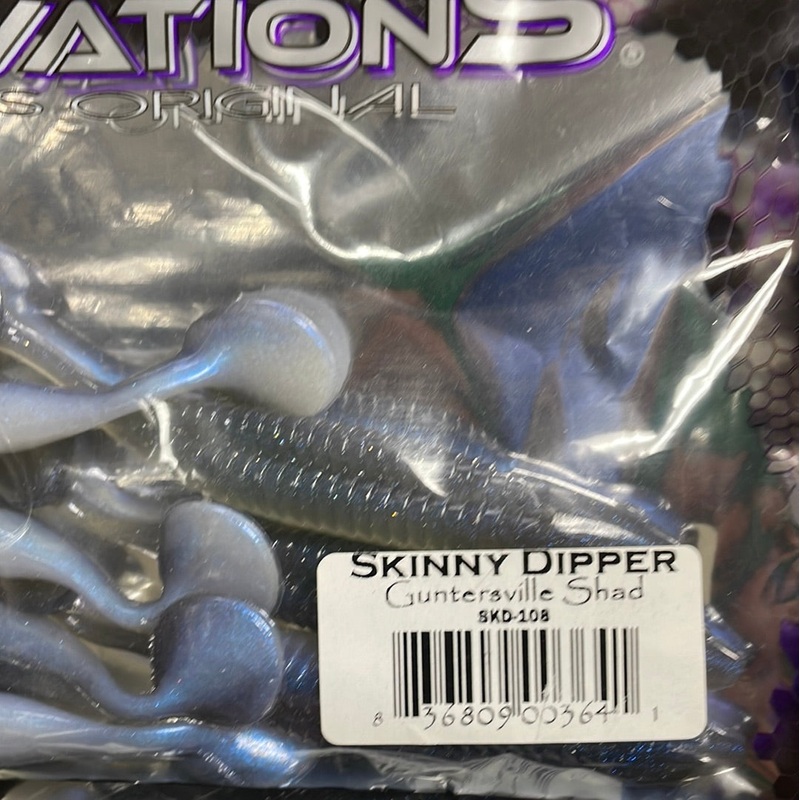 VATIONS®
S ORIGINAL
SKINNY DIPPER
Guntersville Shad
SKD-108
8 36809 00364 1